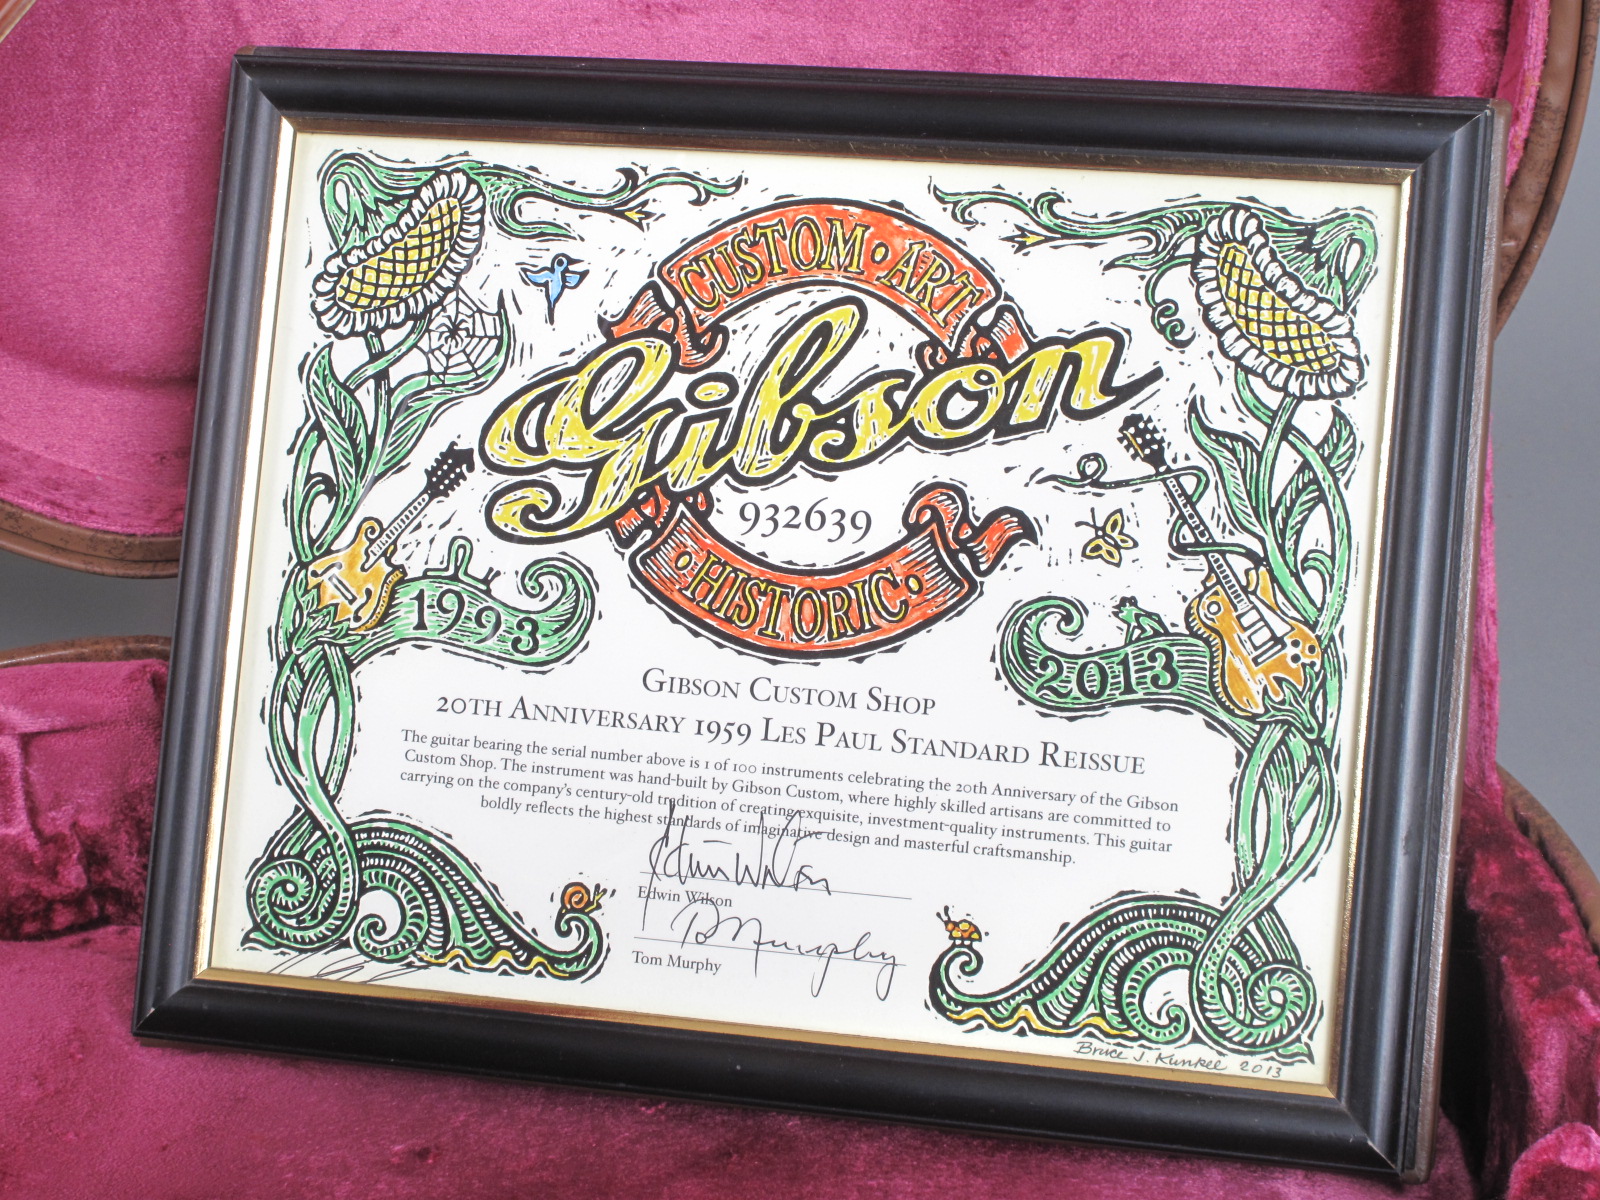 CUSTOM • ART
Gibson
932639
• HISTORIC •
1993
2013
GIBSON CUSTOM SHOP
20TH ANNIVERSARY 1959 LES PAUL STANDARD REISSUE
The guitar bearing the serial number above is 1 of 100 instruments celebrating the 20th Anniversary of the Gibson
Custom Shop. The instrument was hand-built by Gibson Custom, where highly skilled artisans are committed to
carrying on the company's century-old tradition of creating exquisite, investment-quality instruments. This guitar
boldly reflects the highest standards of imaginative design and masterful craftsmanship.
Edwin Wilson
Edwin Wilson
T Murphy
Tom Murphy
Bruce J. Kunkel 2013